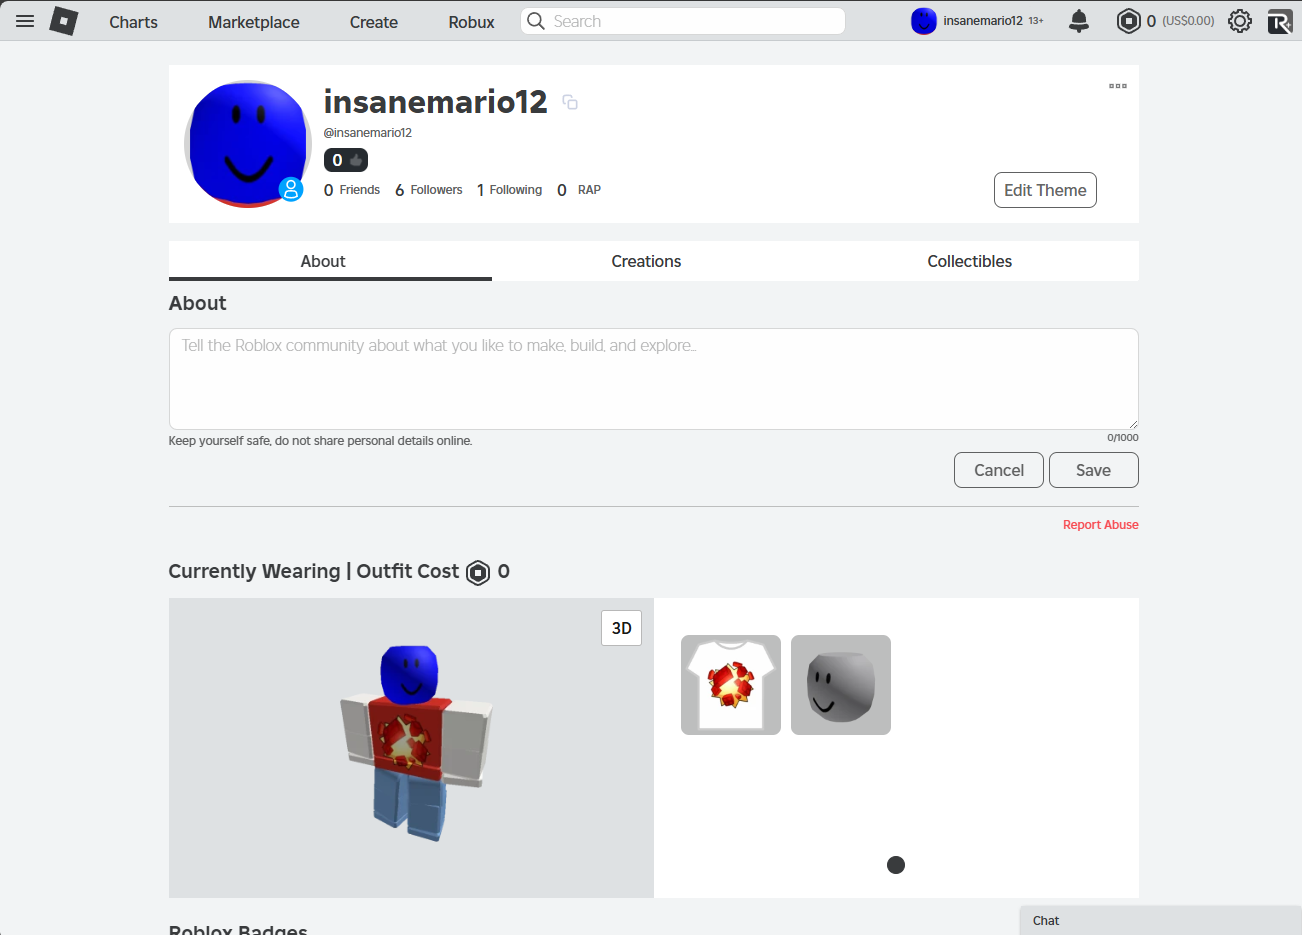 Charts Marketplace Create Robux Search insanemario12 13+ 0 (US$0.00)
insanemario12
@insanemario12
0
0 Friends 6 Followers 1 Following 0 RAP
Edit Theme
About Creations Collectibles
About
Tell the Roblox community about what you like to make, build, and explore...
Keep yourself safe, do not share personal details online.
0/1000
Cancel Save
Report Abuse
Currently Wearing | Outfit Cost 0
3D
Roblox Badges
Chat